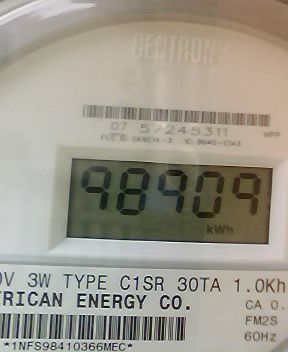 CENTRON
07 57245311
98909
kWh
0V 3W TYPE C1SR 30TA 1.0Kh
ERICAN ENERGY CO.
CA 0.
FM2S
60Hz
*1NFS98410366MEC*